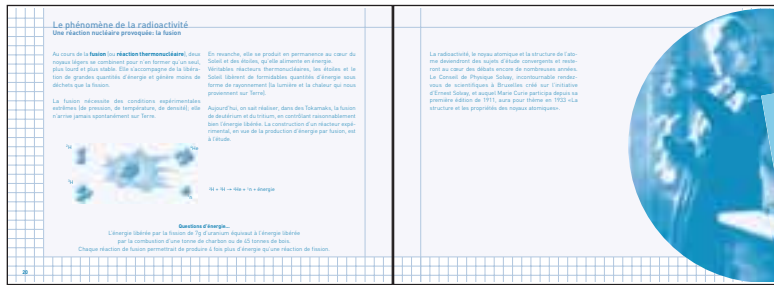 Le phénomène de la radioactivité
Une réaction nucléaire provoquée: la fusion
Au cours de la fusion (ou réaction thermonucléaire), deux
noyaux légers se combinent pour n'en former qu'un seul,
plus lourd et plus stable. Elle s'accompagne de la libéra-
tion de grandes quantités d'énergie et génère moins de
déchets que la fission.
La fusion nécessite des conditions expérimentales
extrêmes (de pression, de température, de densité), elle
n'arrive jamais spontanément sur Terre.
En revanche, elle se produit en permanence au cœur du
Soleil et des étoiles, qu'elle alimente en énergie.
Véritables réacteurs thermonucléaires, les étoiles et le
Soleil libèrent de formidables quantités d'énergie sous
forme de rayonnement (la lumière et la chaleur qui nous
proviennent sur Terre).
Aujourd'hui, on sait réaliser, dans des Tokamaks, la fusion
de deutérium et du tritium, en contrôlant raisonnablement
bien l'énergie libérée. La construction d'un réacteur expé-
rimental, en vue de la production d'énergie par fusion, est
à l'étude.
²H
³H
⁴He
n
²H + ³H → ⁴He + ¹n + énergie
Questions d'énergie...
L'énergie libérée par la fission de 7g d'uranium équivaut à l'énergie libérée
par la combustion d'une tonne de charbon ou de 45 tonnes de bois.
Chaque réaction de fusion permettrait de produire 4 fois plus d'énergie qu'une réaction de fission.
20
La radioactivité, le noyau atomique et la structure de l'ato-
me deviendront des sujets d'étude convergents et reste-
ront au cœur des débats encore de nombreuses années.
Le Conseil de Physique Solvay, incontournable rendez-
vous de scientifiques à Bruxelles créé sur l'initiative
d'Ernest Solvay, et auquel Marie Curie participa depuis sa
première édition de 1911, aura pour thème en 1933 «La
structure et les propriétés des noyaux atomiques».